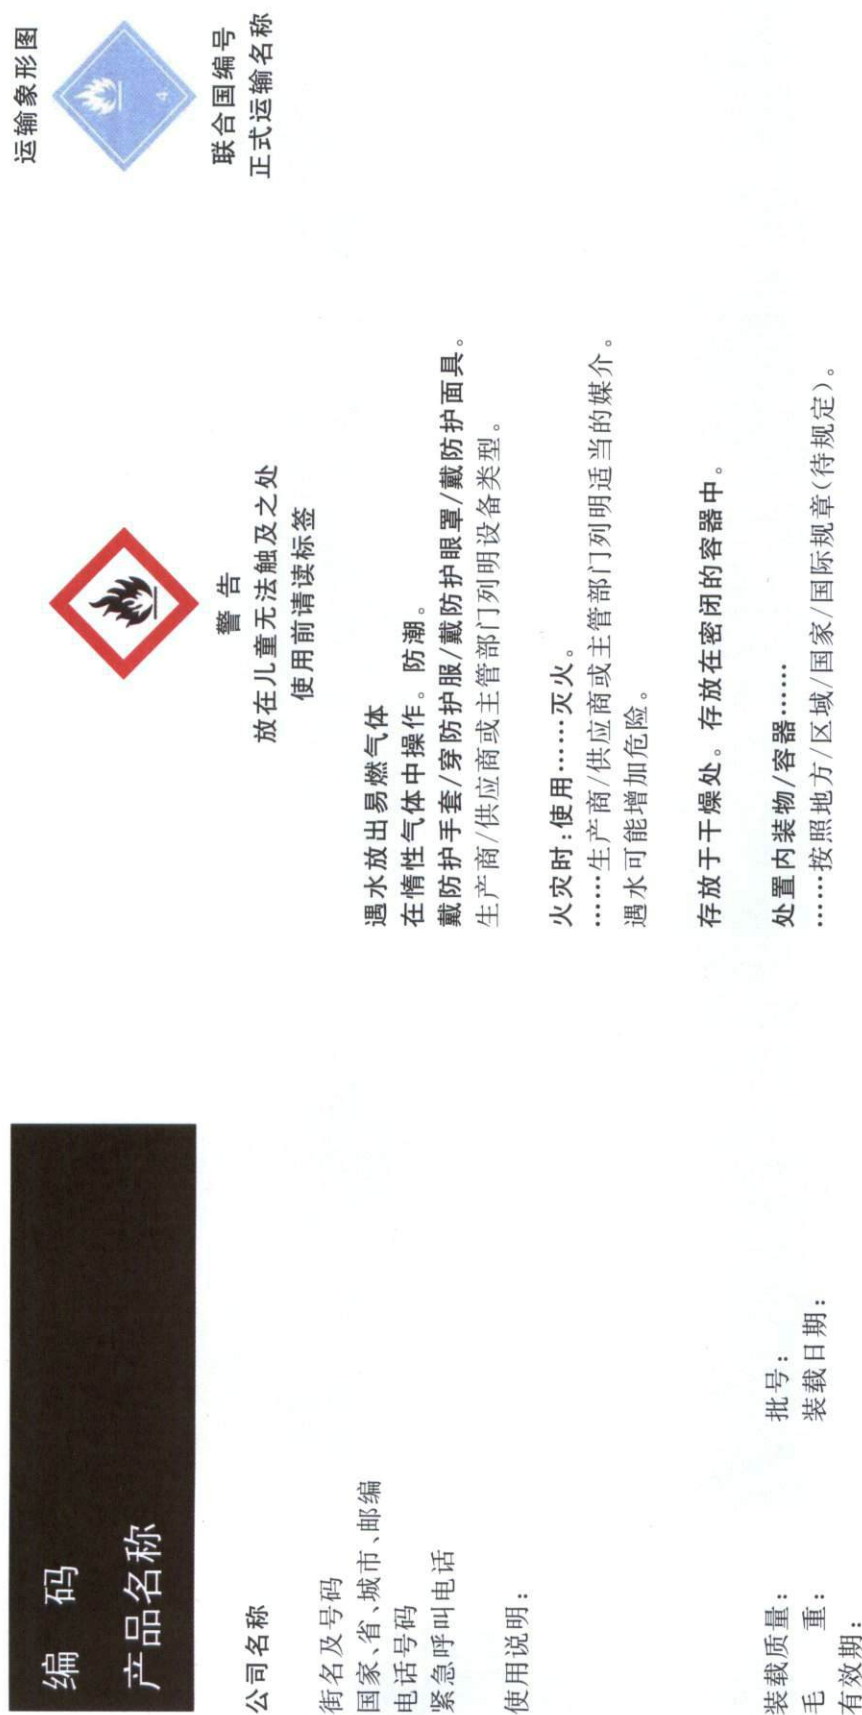 编 码
产品名称
公司名称
街名及号码
国家、省、城市、邮编
电话号码
紧急呼叫电话
使用说明:
装载质量: 批号:
毛 重: 装载日期:
有效期:
警 告
放在儿童无法触及之处
使用前请读标签
遇水放出易燃气体
在惰性气体中操作。防潮。
戴防护手套/穿防护服/戴防护眼罩/戴防护面具。
生产商/供应商或主管部门列明设备类型。
火灾时:使用……灭火。
……生产商/供应商或主管部门列明适当的媒介。
遇水可能增加危险。
存放于干燥处。存放在密闭的容器中。
处置内装物/容器……
……按照地方/区域/国家/国际规章(待规定)。
运输象形图
4
联合国编号
正式运输名称